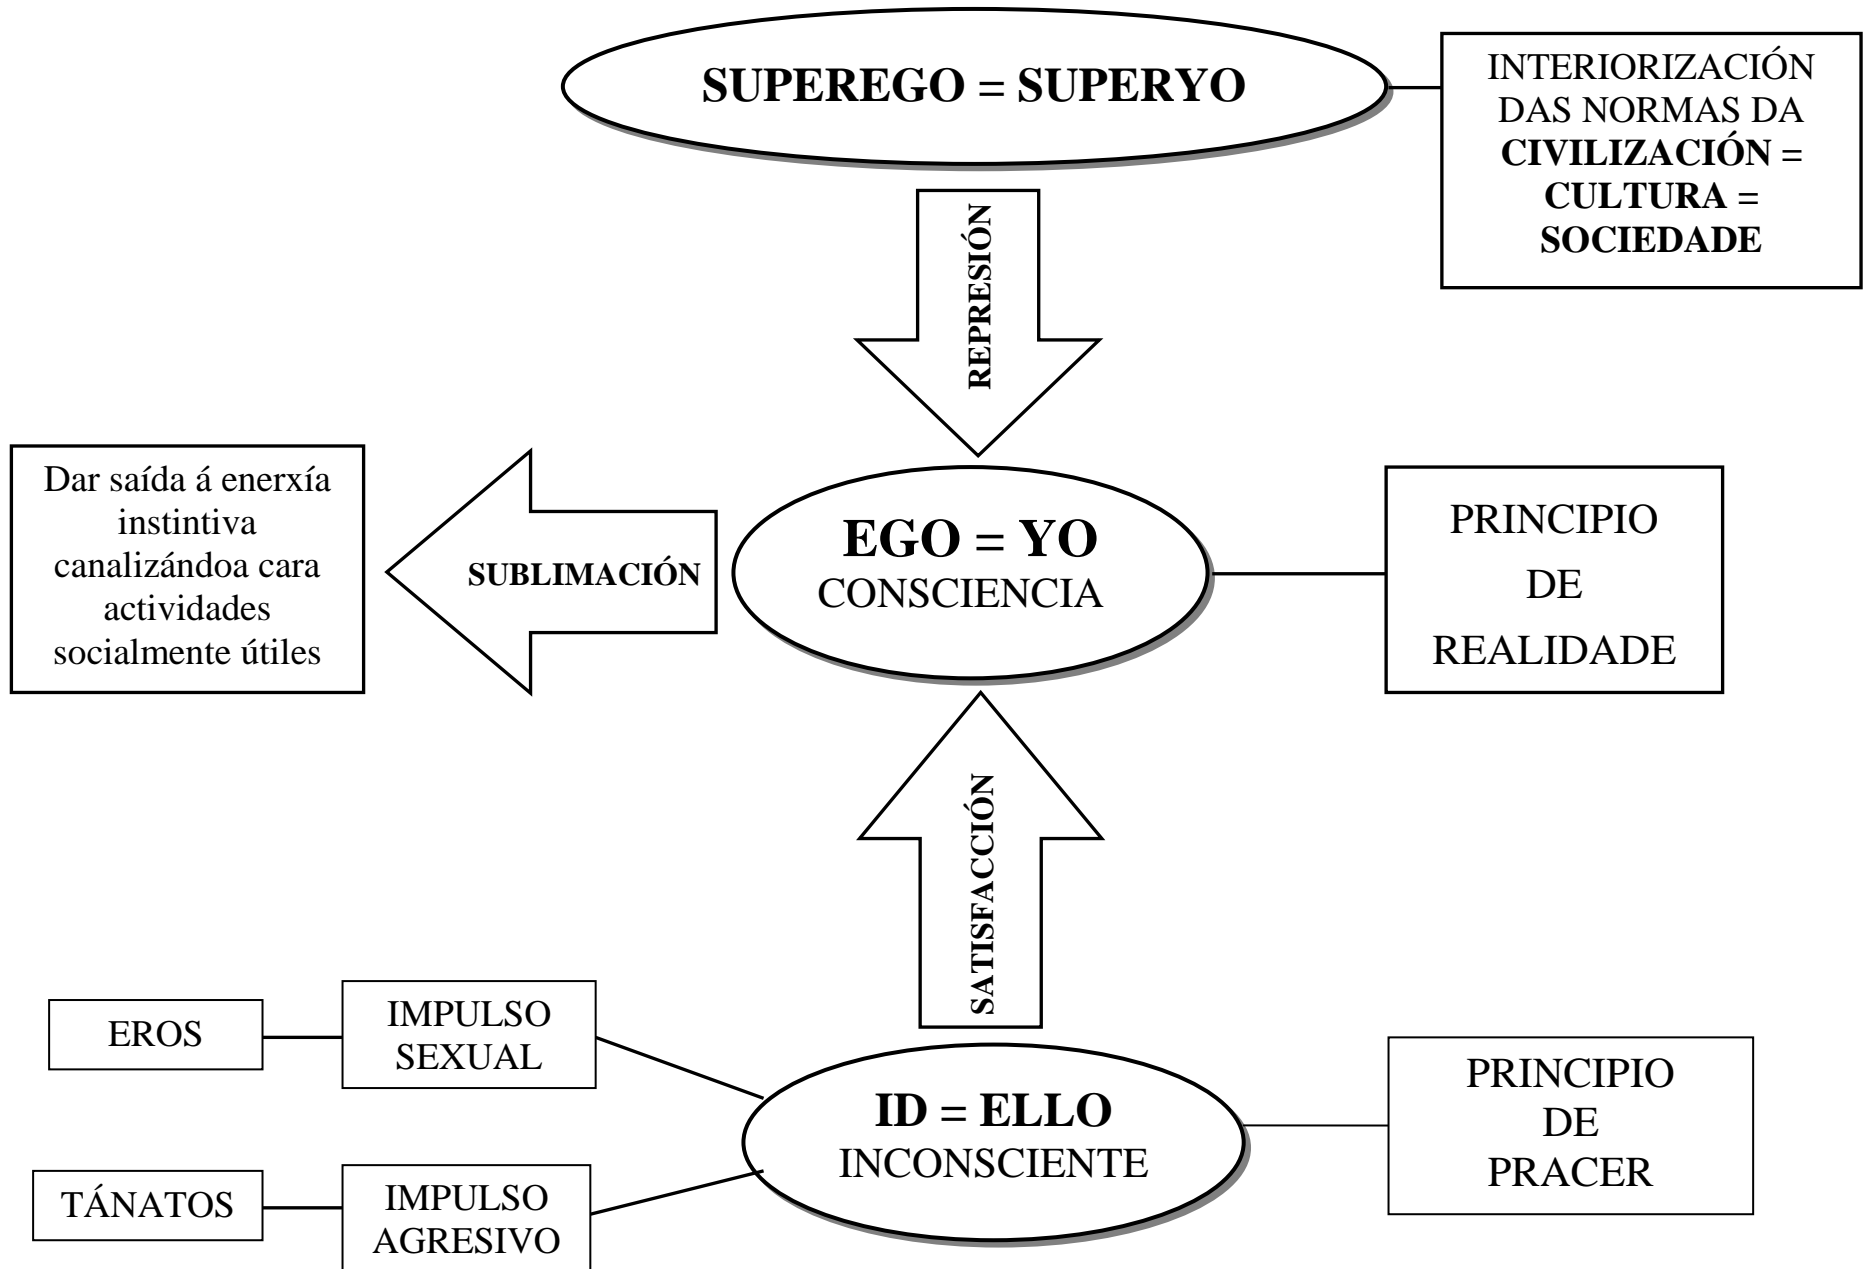 SUPEREGO = SUPERYO
INTERIORIZACIÓN
DAS NORMAS DA
CIVILIZACIÓN =
CULTURA =
SOCIEDADE
REPRESIÓN
Dar saída á enerxía
instintiva
canalizándoa cara
actividades
socialmente útiles
SUBLIMACIÓN
EGO = YO
CONSCIENCIA
PRINCIPIO
DE
REALIDADE
SATISFACCIÓN
EROS
IMPULSO
SEXUAL
TÁNATOS
IMPULSO
AGRESIVO
ID = ELLO
INCONSCIENTE
PRINCIPIO
DE
PRACER